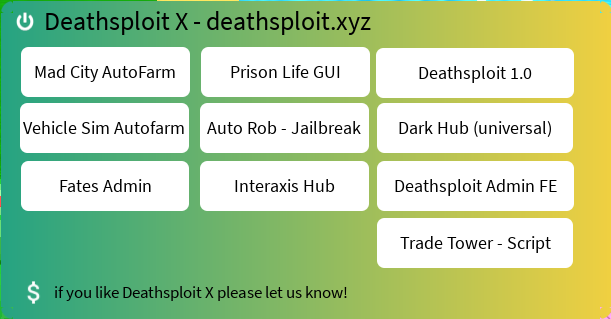 Deathsploit X - deathsploit.xyz
Mad City AutoFarm
Prison Life GUI
Deathsploit 1.0
Vehicle Sim Autofarm
Auto Rob - Jailbreak
Dark Hub (universal)
Fates Admin
Interaxis Hub
Deathsploit Admin FE
Trade Tower - Script
$ if you like Deathsploit X please let us know!